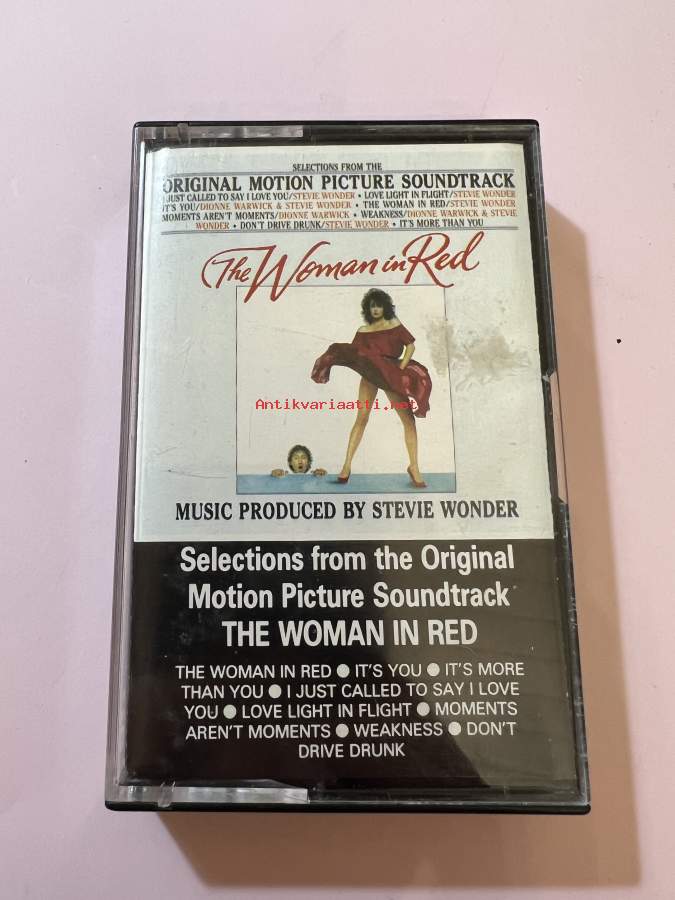 SELECTIONS FROM THE
ORIGINAL MOTION PICTURE SOUNDTRACK
I JUST CALLED TO SAY I LOVE YOU/STEVIE WONDER • LOVE LIGHT IN FLIGHT/STEVIE WONDER
IT'S YOU/DIONNE WARWICK & STEVIE WONDER • THE WOMAN IN RED/STEVIE WONDER
MOMENTS AREN'T MOMENTS/DIONNE WARWICK • WEAKNESS/DIONNE WARWICK & STEVIE
WONDER • DON'T DRIVE DRUNK/STEVIE WONDER • IT'S MORE THAN YOU
The Woman in Red
Antikvariaatti.net
MUSIC PRODUCED BY STEVIE WONDER
Selections from the Original
Motion Picture Soundtrack
THE WOMAN IN RED
THE WOMAN IN RED ● IT'S YOU ● IT'S MORE
THAN YOU ● I JUST CALLED TO SAY I LOVE
YOU ● LOVE LIGHT IN FLIGHT ● MOMENTS
AREN'T MOMENTS ● WEAKNESS ● DON'T
DRIVE DRUNK